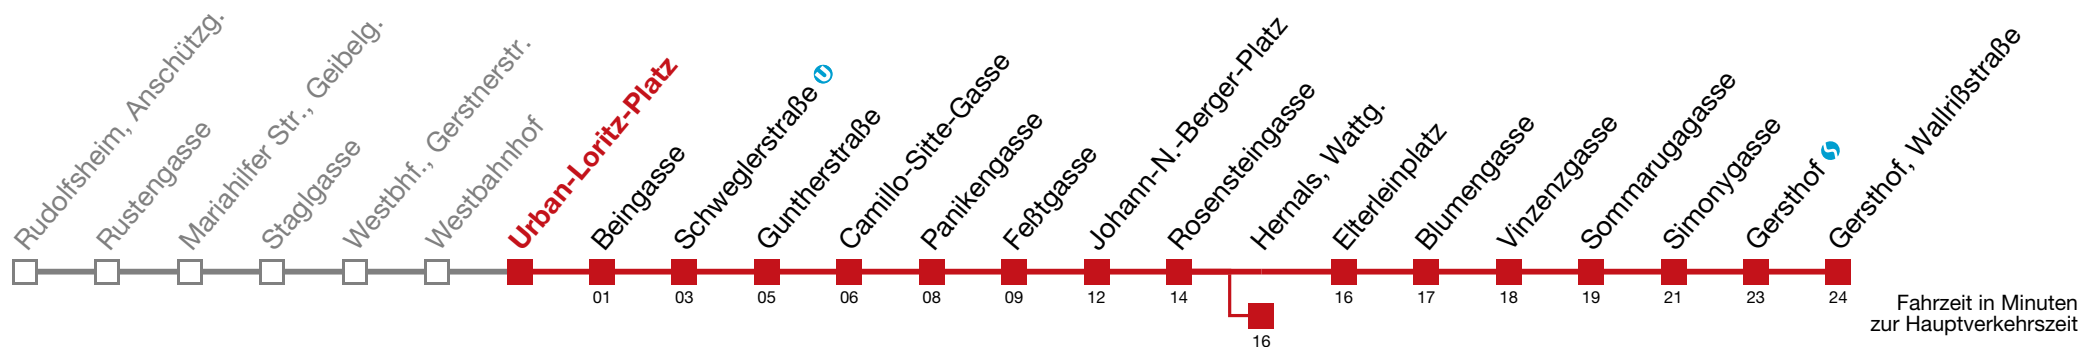 Rudolfsheim, Anschützg.
Rustengasse
Mariahilfer Str., Geibelg.
Staglgasse
Westbhf., Gerstnerstr.
Westbahnhof
Urban-Loritz-Platz
Beingasse
Schweglerstraße U
Guntherstraße
Camillo-Sitte-Gasse
Panikengasse
Feßtgasse
Johann-N.-Berger-Platz
Rosensteingasse
Hernals, Wattg.
Elterleinplatz
Blumengasse
Vinzenzgasse
Sommarugagasse
Simonygasse
Gersthof S
Gersthof, Wallrißstraße
01
03
05
06
08
09
12
14
16
16
17
18
19
21
23
24
Fahrzeit in Minuten
zur Hauptverkehrszeit